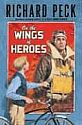 RICHARD PECK
On the
WINGS
of
HEROES